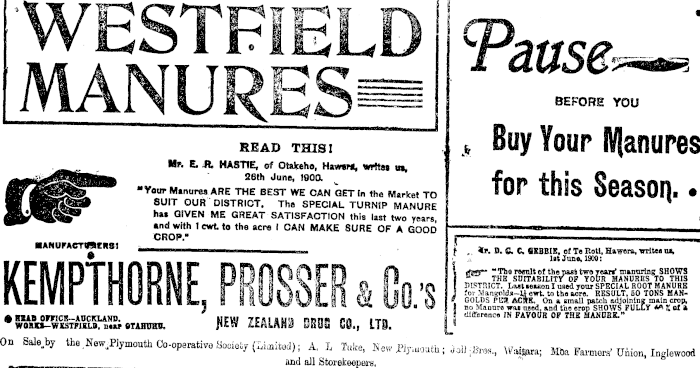 WESTFIELD
MANURES
READ THIS!
Mr. E. R. HASTIE, of Otakeho, Hawera, writes us,
26th June, 1900.
"Your Manures ARE THE BEST WE CAN GET in the Market TO
SUIT OUR DISTRICT. The SPECIAL TURNIP MANURE
has GIVEN ME GREAT SATISFACTION this last two years,
and with 1 cwt. to the acre I CAN MAKE SURE OF A GOOD
CROP."
MANUFACTURERS:
KEMPTHORNE, PROSSER & Co.'s
HEAD OFFICE—AUCKLAND.
WORKS—WESTFIELD, near OTAHUHU.
NEW ZEALAND DRUG CO., LTD.
Pause
BEFORE YOU
Buy Your Manures
for this Season.
Mr. D. G. C. GEBBIE, of Te Roti, Hawera, writes us,
1st June, 1900:
"The result of the past two years' manuring SHOWS
THE SUITABILITY OF YOUR MANURES TO THIS
DISTRICT. Last season I used your SPECIAL ROOT MANURE
for Mangolds—1½ cwt. to the acre. RESULT, 50 TONS MAN-
GOLDS PER ACRE. On a small patch adjoining main crop,
no Manure was used, and the crop SHOWS FULLY of a
difference IN FAVOUR OF THE MANURE."
On Sale by the New Plymouth Co-operative Society (Limited); A. L. Tuke, New Plymouth; Joll Bros., Waitara; Moa Farmers' Union, Inglewood
and all Storekeepers.